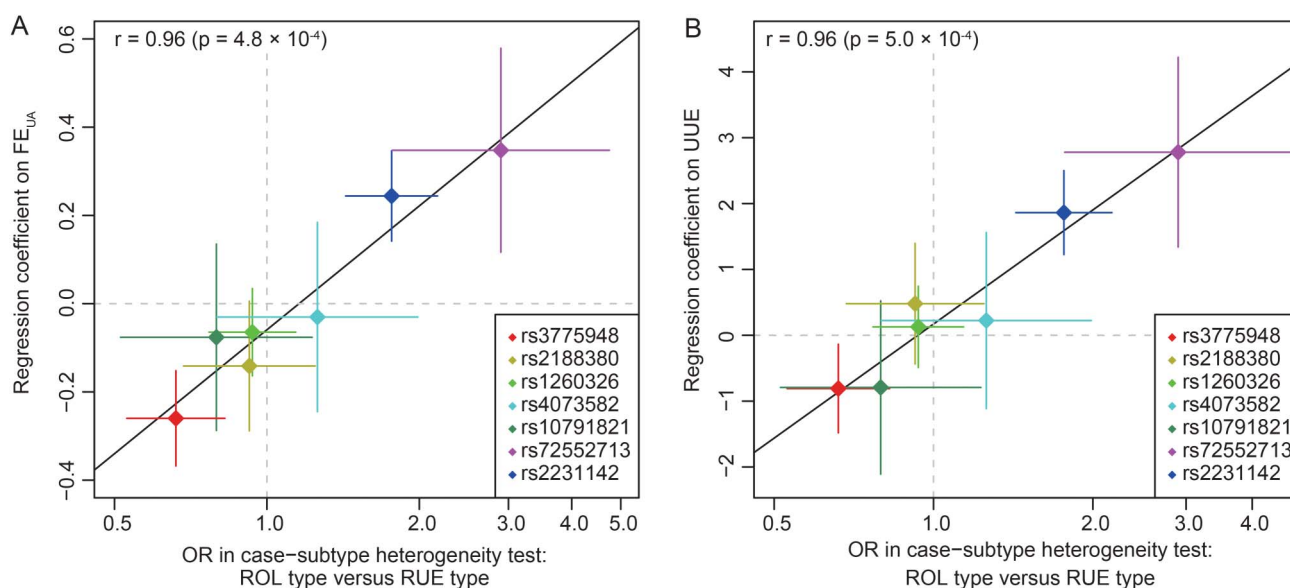 A
r = 0.96 (p = 4.8 × 10⁻⁴)
Regression coefficient on FE_UA
0.6
0.4
0.2
0.0
−0.2
−0.4
0.5 1.0 2.0 3.0 4.0 5.0
OR in case−subtype heterogeneity test:
ROL type versus RUE type
rs3775948
rs2188380
rs1260326
rs4073582
rs10791821
rs72552713
rs2231142
B
r = 0.96 (p = 5.0 × 10⁻⁴)
Regression coefficient on UUE
4
3
2
1
0
−1
−2
0.5 1.0 2.0 3.0 4.0
OR in case−subtype heterogeneity test:
ROL type versus RUE type
rs3775948
rs2188380
rs1260326
rs4073582
rs10791821
rs72552713
rs2231142